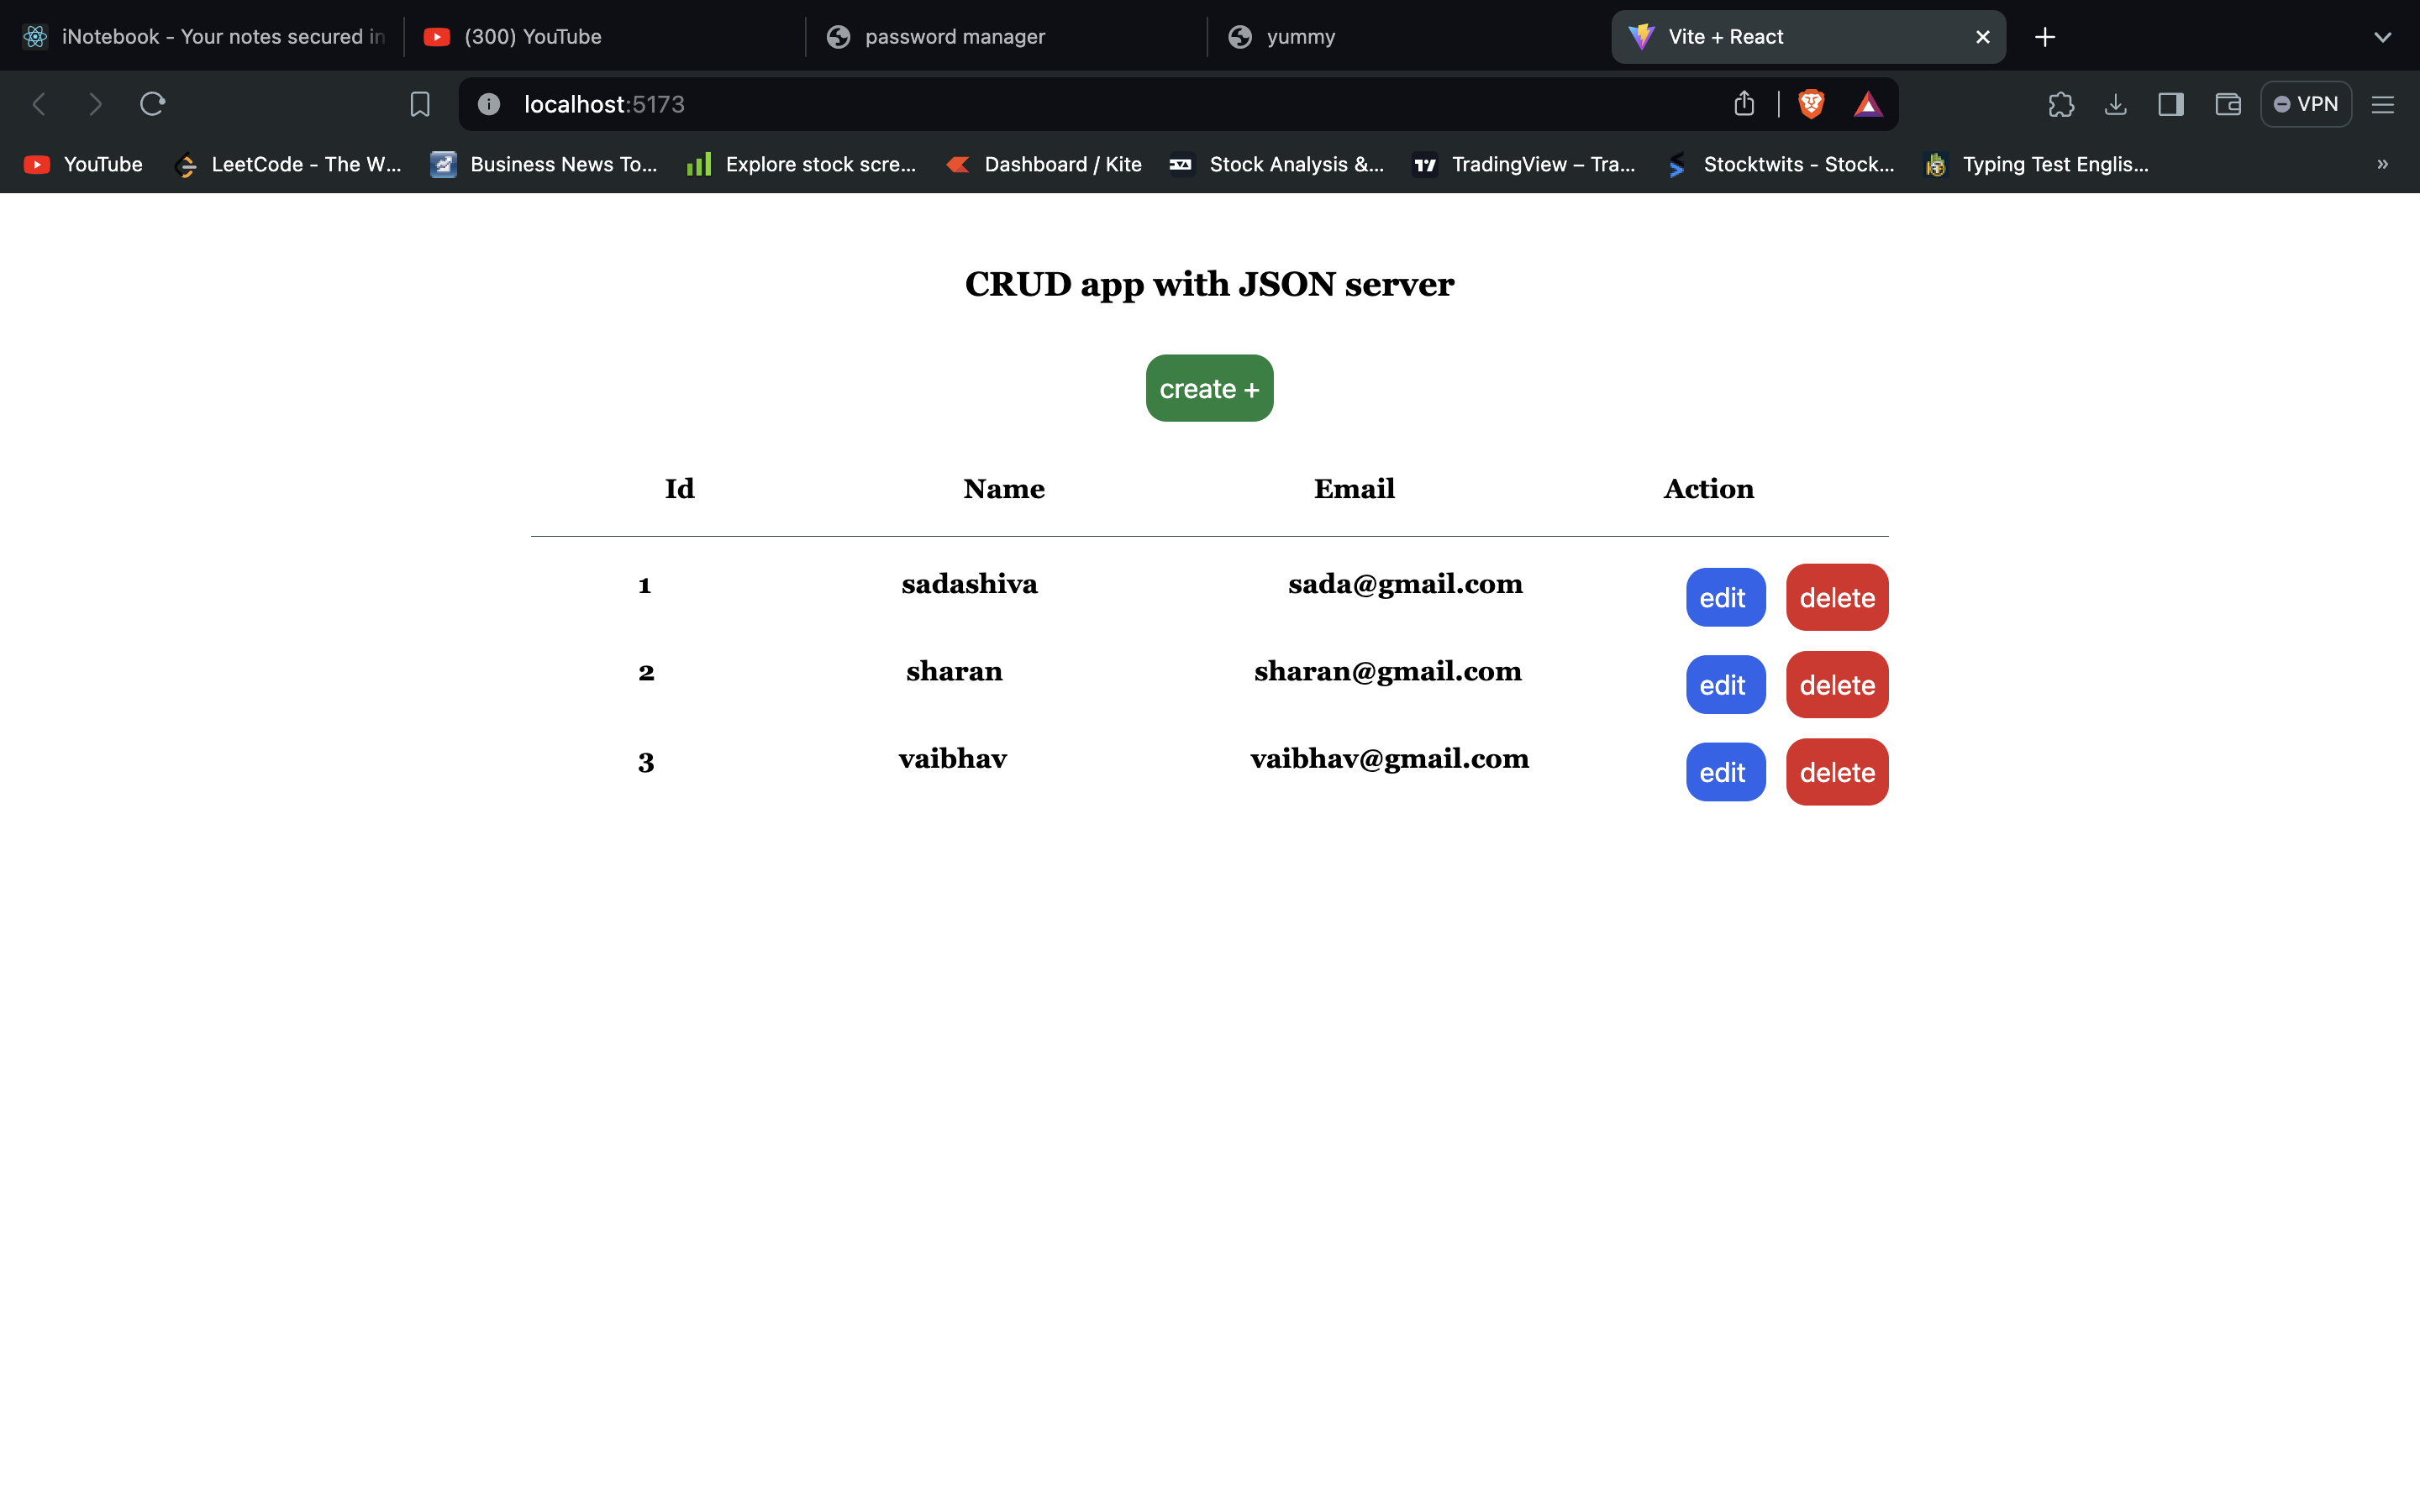 iNotebook - Your notes secured in (300) YouTube password manager yummy Vite + React
localhost:5173 VPN
YouTube LeetCode - The W... Business News To... Explore stock scre... Dashboard / Kite Stock Analysis &... TradingView – Tra... Stocktwits - Stock... Typing Test Englis... »
CRUD app with JSON server
create +
Id Name Email Action
1 sadashiva sada@gmail.com edit delete
2 sharan sharan@gmail.com edit delete
3 vaibhav vaibhav@gmail.com edit delete